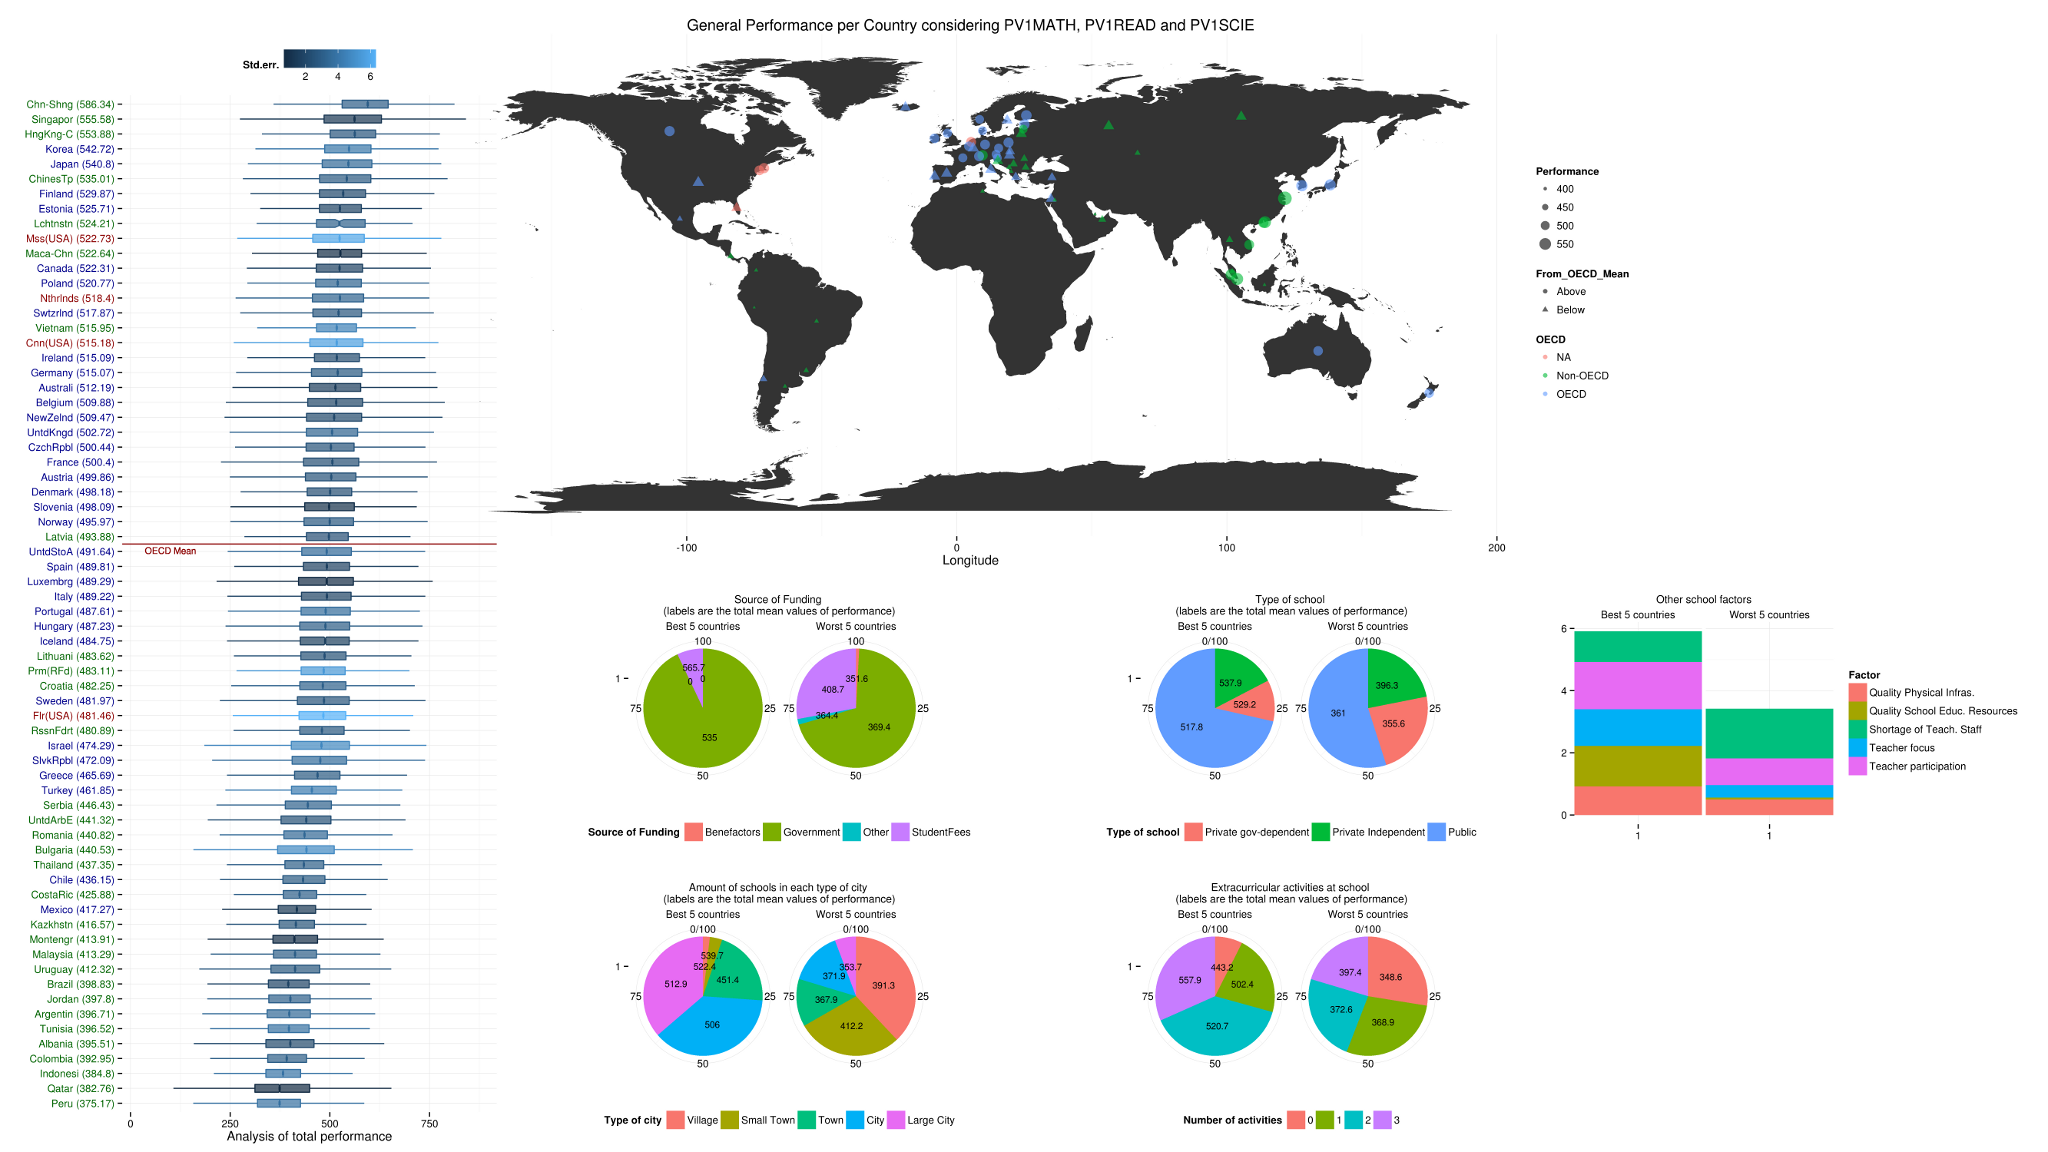 General Performance per Country considering PV1MATH, PV1READ and PV1SCIE
Std.err.
2 4 6
Chn-Shng (586.34)
Singapor (555.58)
HngKng-C (553.88)
Korea (542.72)
Japan (540.8)
ChinesTp (535.01)
Finland (529.87)
Estonia (525.71)
Lchtnstn (524.21)
Mss(USA) (522.73)
Maca-Chn (522.64)
Canada (522.31)
Poland (520.77)
Nthrlnds (518.4)
Swtzrlnd (517.87)
Vietnam (515.95)
Cnn(USA) (515.18)
Ireland (515.09)
Germany (515.07)
Australi (512.19)
Belgium (509.88)
NewZelnd (509.47)
UntdKngd (502.72)
CzchRpbl (500.44)
France (500.4)
Austria (499.86)
Denmark (498.18)
Slovenia (498.09)
Norway (495.97)
Latvia (493.88)
UntdStoA (491.64)
OECD Mean
Spain (489.81)
Luxembrg (489.29)
Italy (489.22)
Portugal (487.61)
Hungary (487.23)
Iceland (484.75)
Lithuani (483.62)
Prm(RFd) (483.11)
Croatia (482.25)
Sweden (481.97)
Flr(USA) (481.46)
RssnFdrt (480.89)
Israel (474.29)
SlvkRpbl (472.09)
Greece (465.69)
Turkey (461.85)
Serbia (446.43)
UntdArbE (441.32)
Romania (440.82)
Bulgaria (440.53)
Thailand (437.35)
Chile (436.15)
CostaRic (425.88)
Mexico (417.27)
Kazkhstn (416.57)
Montengr (413.91)
Malaysia (413.29)
Uruguay (412.32)
Brazil (398.83)
Jordan (397.8)
Argentin (396.71)
Tunisia (396.52)
Albania (395.51)
Colombia (392.95)
Indonesi (384.8)
Qatar (382.76)
Peru (375.17)
0 250 500 750
Analysis of total performance
-100 0 100 200
Longitude
Performance
400
450
500
550
From_OECD_Mean
Above
Below
OECD
NA
Non-OECD
OECD
Source of Funding
(labels are the total mean values of performance)
Best 5 countries Worst 5 countries
100 100
565.7 0 0 351.6
1 408.7
75 25 75 25
364.4 369.4
535
50 50
Source of Funding Benefactors Government Other StudentFees
Type of school
(labels are the total mean values of performance)
Best 5 countries Worst 5 countries
0/100 0/100
1 537.9 396.3
75 529.2 25 75 361 25
517.8 355.6
50 50
Type of school Private gov-dependent Private Independent Public
Other school factors
Best 5 countries Worst 5 countries
6
4
2
0
1 1
Factor
Quality Physical Infras.
Quality School Educ. Resources
Shortage of Teach. Staff
Teacher focus
Teacher participation
Amount of schools in each type of city
(labels are the total mean values of performance)
Best 5 countries Worst 5 countries
0/100 0/100
539.7
1 522.4 353.7
512.9 451.4 371.9 391.3
75 25 75 367.9 25
506 412.2
50 50
Type of city Village Small Town Town City Large City
Extracurricular activities at school
(labels are the total mean values of performance)
Best 5 countries Worst 5 countries
0/100 0/100
1 443.2
557.9 502.4 397.4 348.6
75 25 75 25
520.7 372.6 368.9
50 50
Number of activities 0 1 2 3